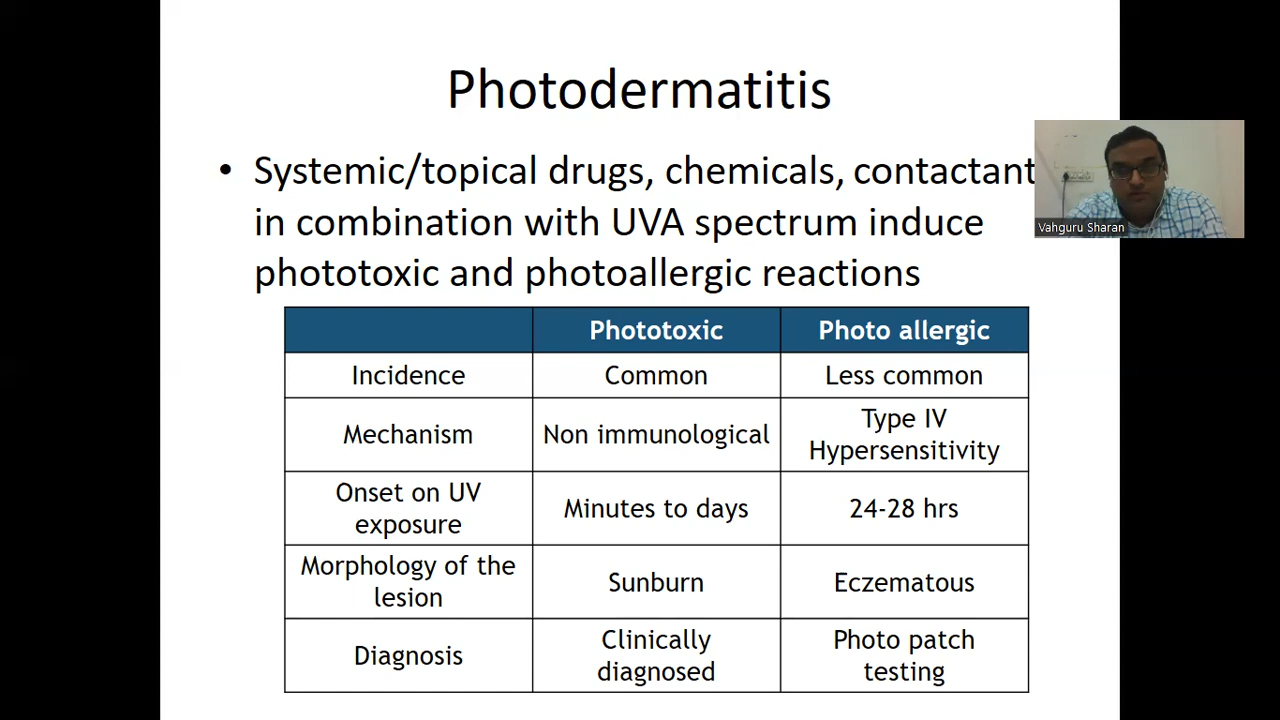 Photodermatitis
• Systemic/topical drugs, chemicals, contactant
in combination with UVA spectrum induce
phototoxic and photoallergic reactions
Vahguru Sharan
Phototoxic Photo allergic
Incidence Common Less common
Mechanism Non immunological Type IV
Hypersensitivity
Onset on UV
exposure Minutes to days 24-28 hrs
Morphology of the
lesion Sunburn Eczematous
Diagnosis Clinically
diagnosed Photo patch
testing